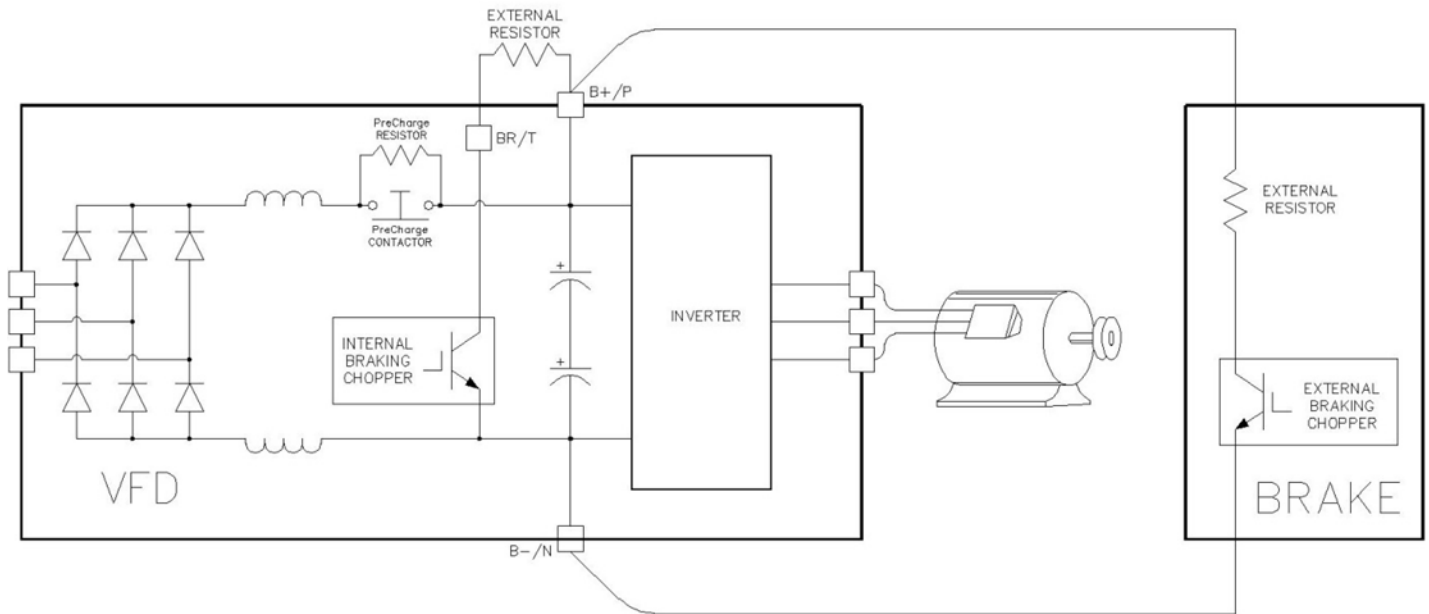 EXTERNAL
RESISTOR
B+/P
PreCharge
RESISTOR
BR/T
PreCharge
CONTACTOR
EXTERNAL
RESISTOR
+
INVERTER
INTERNAL
BRAKING
CHOPPER
+
EXTERNAL
BRAKING
CHOPPER
VFD
BRAKE
B-/N